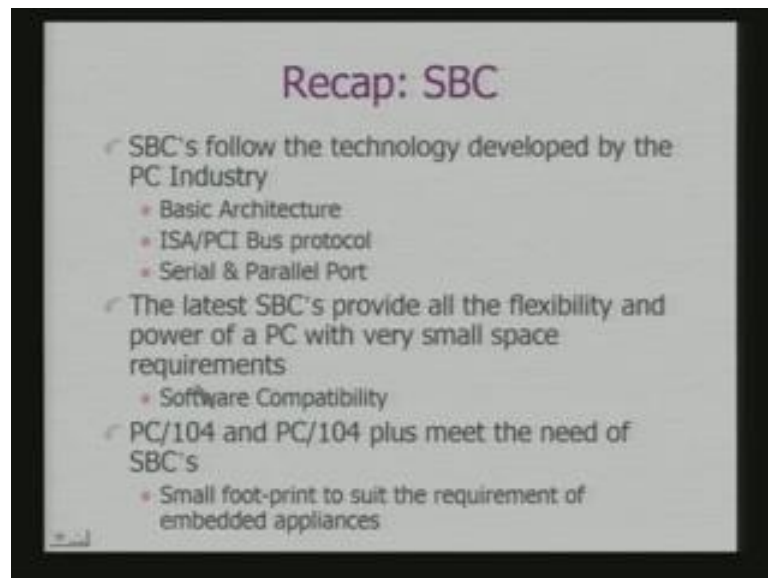 Recap: SBC
SBC's follow the technology developed by the
PC Industry
Basic Architecture
ISA/PCI Bus protocol
Serial & Parallel Port
The latest SBC's provide all the flexibility and
power of a PC with very small space
requirements
Software Compatibility
PC/104 and PC/104 plus meet the need of
SBC's
Small foot-print to suit the requirement of
embedded appliances